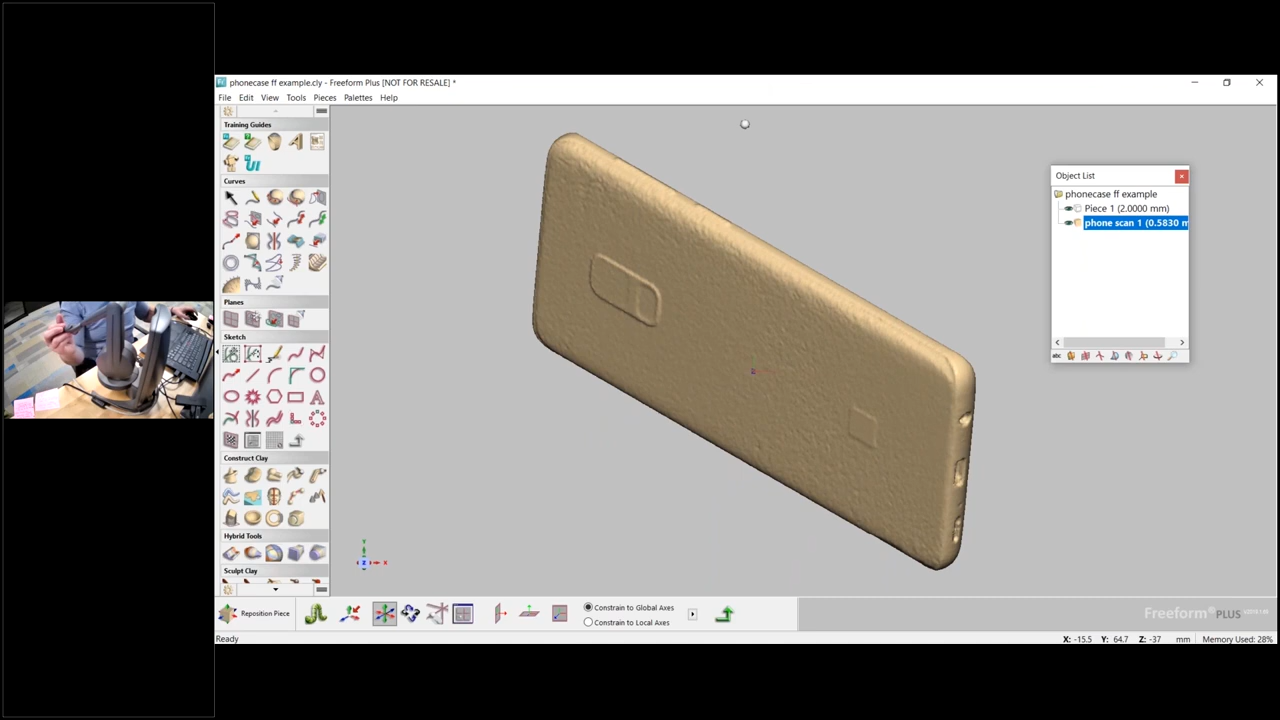 phonecase ff example.cly - Freeform Plus [NOT FOR RESALE] *
File Edit View Tools Pieces Palettes Help
Training Guides
Curves
Planes
Sketch
Construct Clay
Hybrid Tools
Sculpt Clay
Object List
phonecase ff example
Piece 1 (2.0000 mm)
phone scan 1 (0.5830 m
abc
Y
Z
X
Reposition Piece
Constrain to Global Axes
Constrain to Local Axes
Freeform PLUS
Ready
X: -15.5 Y: 64.7 Z: -37 mm Memory Used: 28%